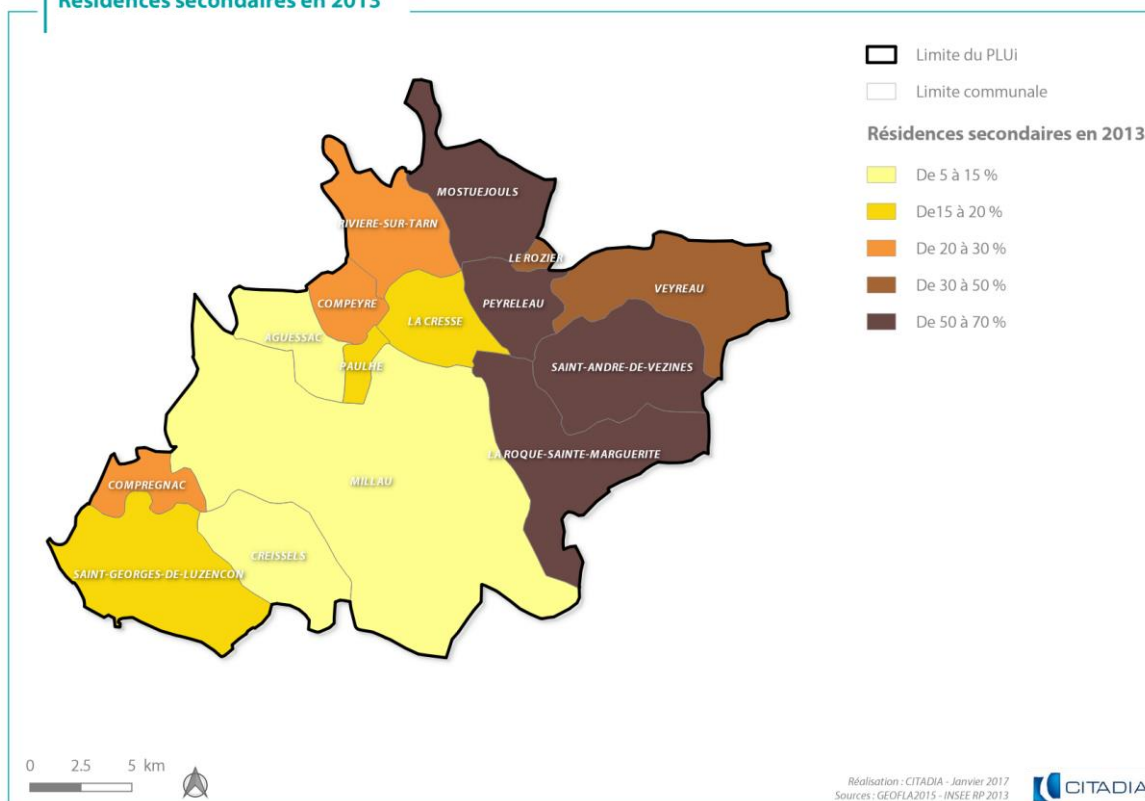 Résidences secondaires en 2013
Limite du PLUi
Limite communale
Résidences secondaires en 2013
De 5 à 15 %
De15 à 20 %
De 20 à 30 %
De 30 à 50 %
De 50 à 70 %
MOSTUEJOULS
RIVIERE-SUR-TARN
LE ROZIER
VEYREAU
COMPEYRE
PEYRELEAU
LA CRESSE
AGUESSAC
PAULHE
SAINT-ANDRE-DE-VEZINES
LA ROQUE-SAINTE-MARGUERITE
MILLAU
COMPREGNAC
CREISSELS
SAINT-GEORGES-DE-LUZENCON
0 2.5 5 km
Réalisation : CITADIA - Janvier 2017
Sources : GEOFLA2015 - INSEE RP 2013
CITADIA